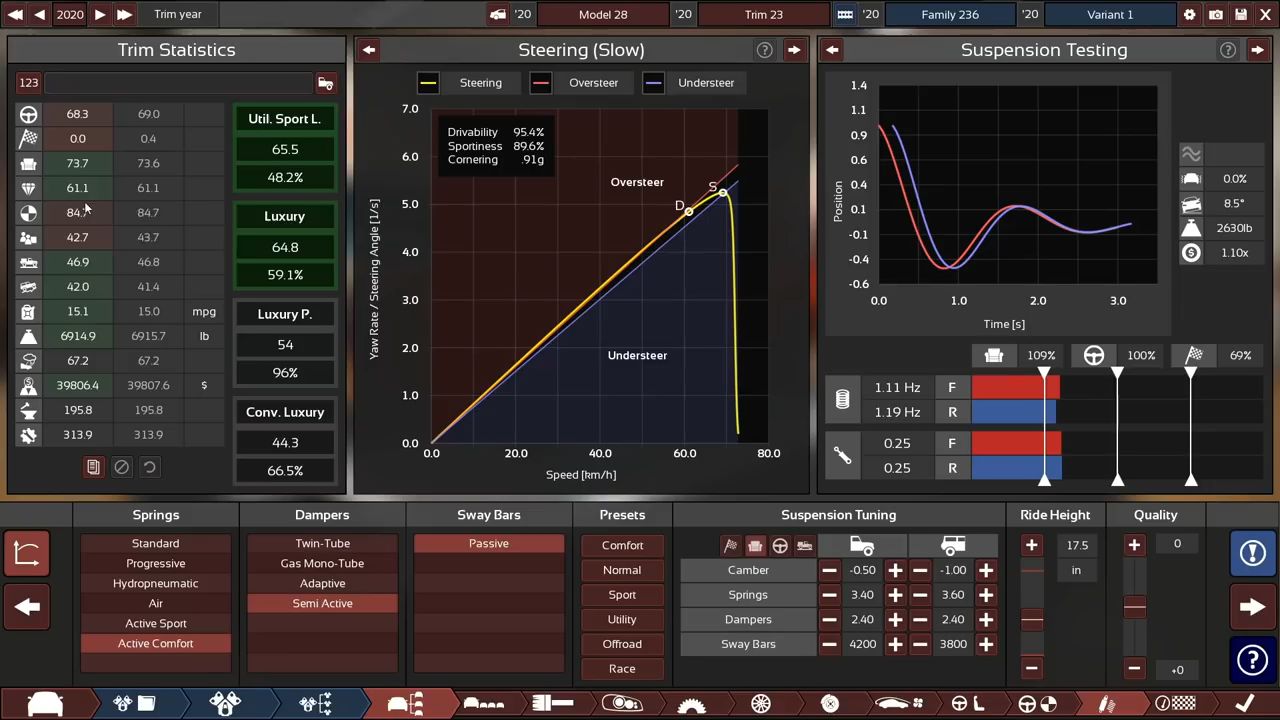 2020 Trim year '20 Model 28 '20 Trim 23 '20 Family 236 '20 Variant 1
Trim Statistics
123
68.3 69.0
0.0 0.4
73.7 73.6
61.1 61.1
84.7 84.7
42.7 43.7
46.9 46.8
42.0 41.4
15.1 15.0 mpg
6914.9 6915.7 lb
67.2 67.2
39806.4 39807.6 $
195.8 195.8
313.9 313.9
Util. Sport L.
65.5
48.2%
Luxury
64.8
59.1%
Luxury P.
54
96%
Conv. Luxury
44.3
66.5%
Steering (Slow) ?
Steering Oversteer Understeer
7.0
6.0
5.0
4.0
3.0
2.0
1.0
0.0
Yaw Rate / Steering Angle [1/s]
Drivability 95.4%
Sportiness 89.6%
Cornering .91g
Oversteer
D
S
Understeer
0.0 20.0 40.0 60.0 80.0
Speed [km/h]
Suspension Testing ?
1.4
1.1
0.9
0.6
0.4
0.1
-0.1
-0.4
-0.6
Position
0.0 1.0 2.0 3.0
Time [s]
0.0%
8.5°
2630lb
1.10x
109% 100% 69%
1.11 Hz F
1.19 Hz R
0.25 F
0.25 R
Springs
Standard
Progressive
Hydropneumatic
Air
Active Sport
Active Comfort
Dampers
Twin-Tube
Gas Mono-Tube
Adaptive
Semi Active
Sway Bars
Passive
Presets
Comfort
Normal
Sport
Utility
Offroad
Race
Suspension Tuning
Camber -0.50 + -1.00 +
Springs 3.40 + 3.60 +
Dampers 2.40 + 2.40 +
Sway Bars 4200 + 3800 +
Ride Height
+ 17.5
in
Quality
+ 0
+0
!
?